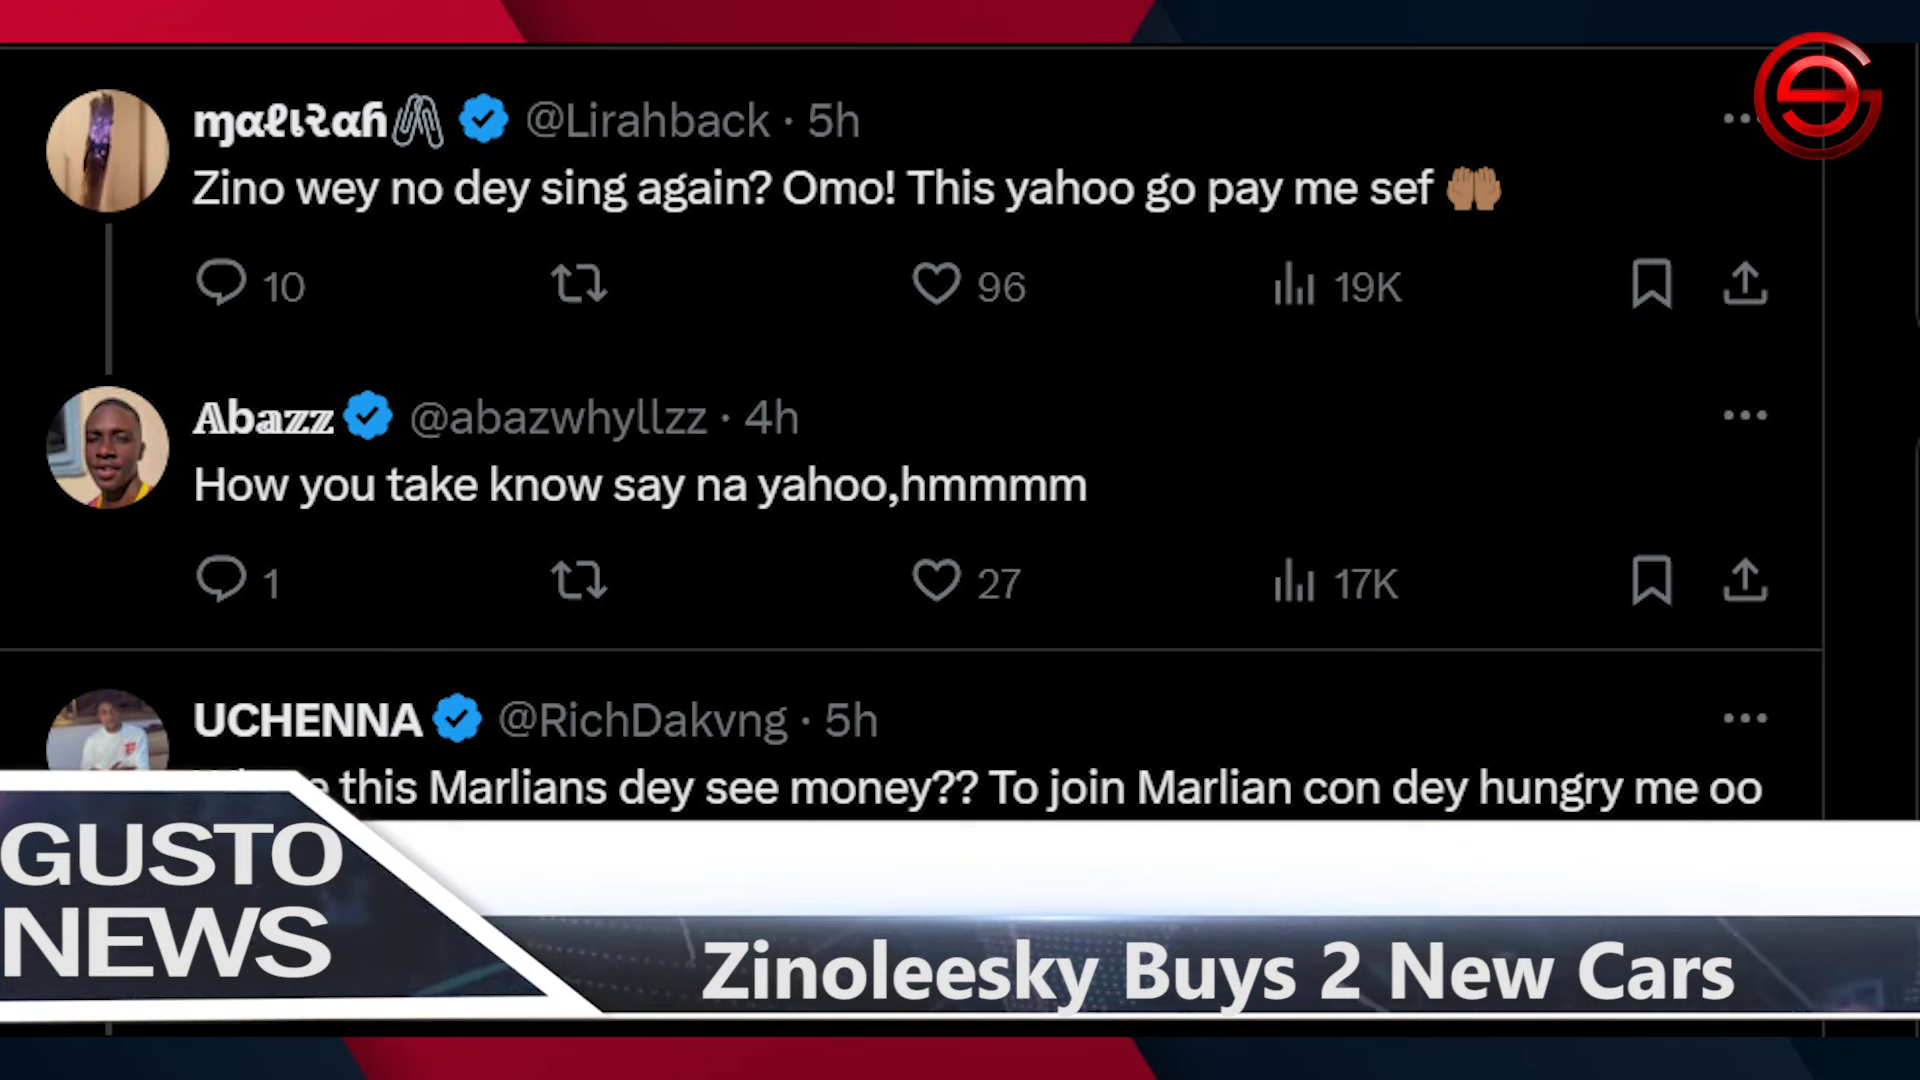 ɱαℓιɾαɦ @Lirahback · 5h
Zino wey no dey sing again? Omo! This yahoo go pay me sef 🤲🏽
10 96 19K
Abazz @abazwhyllzz · 4h
How you take know say na yahoo,hmmmm
1 27 17K
UCHENNA @RichDakvng · 5h
this Marlians dey see money?? To join Marlian con dey hungry me oo
GUSTO
NEWS
Zinoleesky Buys 2 New Cars